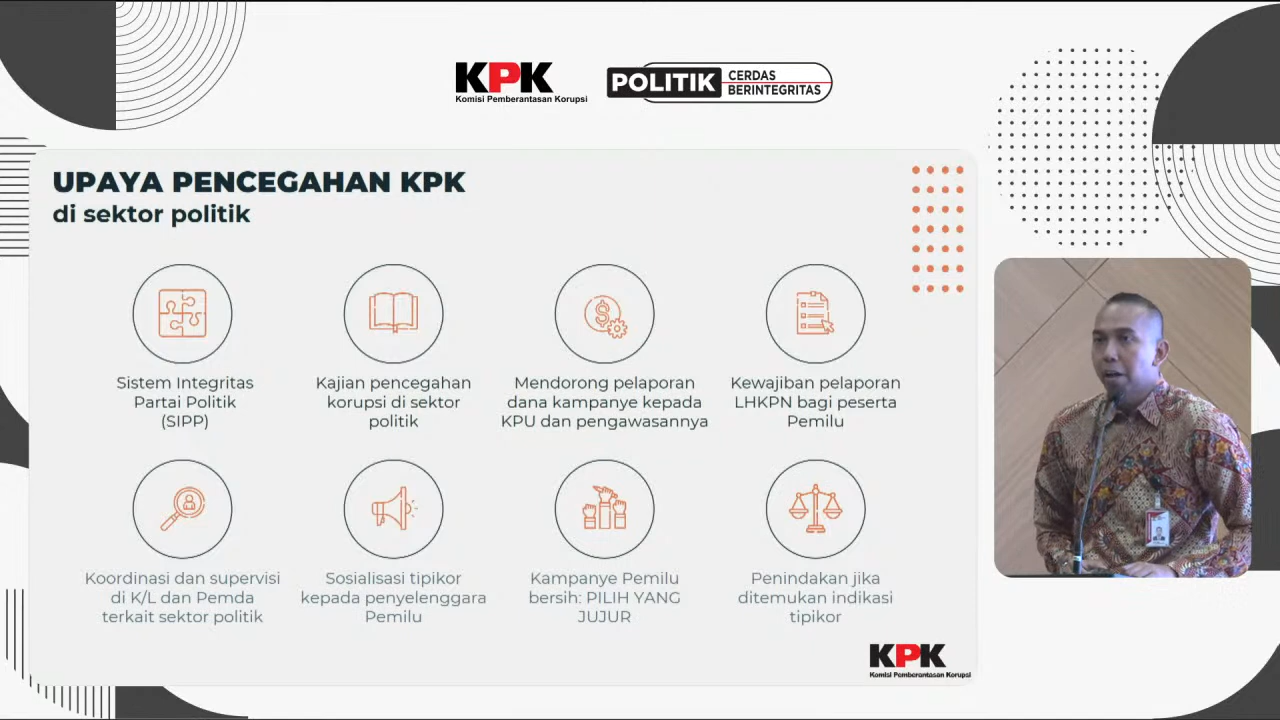 KPK
Komisi Pemberantasan Korupsi
POLITIK
CERDAS
BERINTEGRITAS
UPAYA PENCEGAHAN KPK
di sektor politik
Sistem Integritas
Partai Politik
(SIPP)
Kajian pencegahan
korupsi di sektor
politik
Mendorong pelaporan
dana kampanye kepada
KPU dan pengawasannya
Kewajiban pelaporan
LHKPN bagi peserta
Pemilu
Koordinasi dan supervisi
di K/L dan Pemda
terkait sektor politik
Sosialisasi tipikor
kepada penyelenggara
Pemilu
Kampanye Pemilu
bersih: PILIH YANG
JUJUR
Penindakan jika
ditemukan indikasi
tipikor
KPK
Komisi Pemberantasan Korupsi